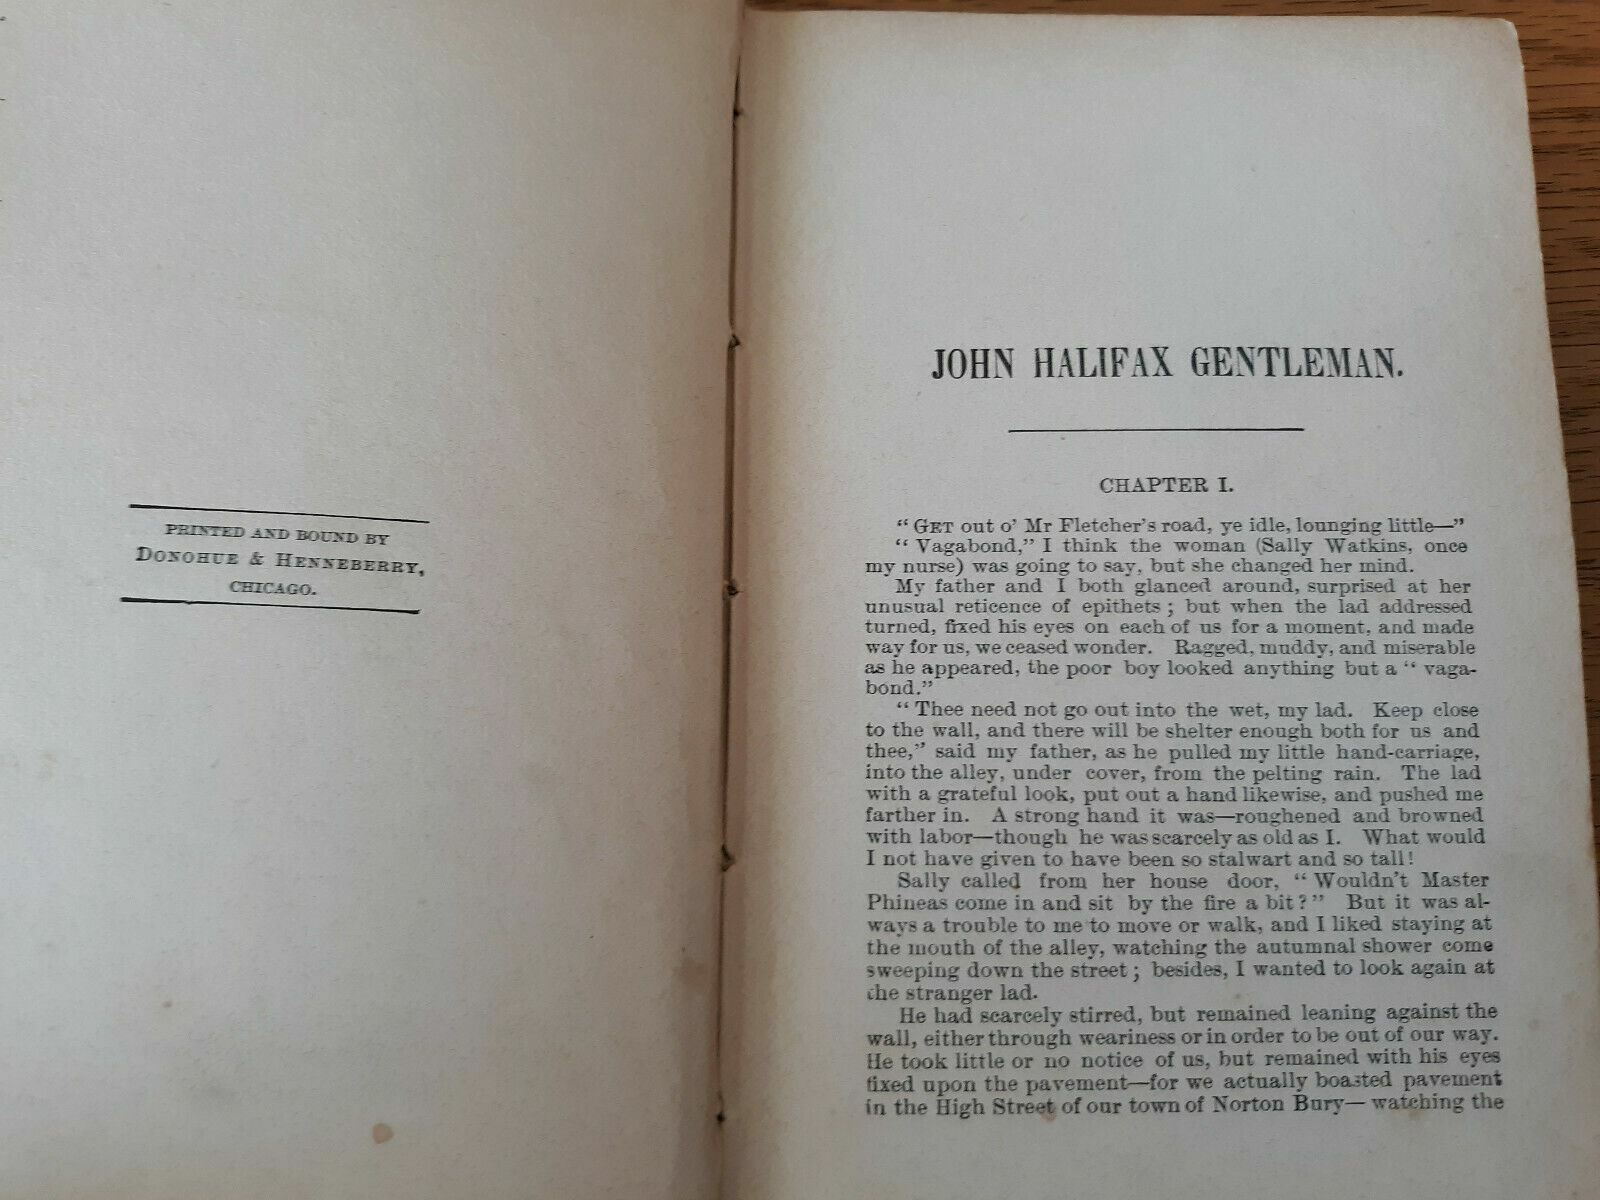 PRINTED AND BOUND BY
DONOHUE & HENNEBERRY,
CHICAGO.
JOHN HALIFAX GENTLEMAN.
CHAPTER I.
“GET out o’ Mr Fletcher’s road, ye idle, lounging little—”
“Vagabond,” I think the woman (Sally Watkins, once
my nurse) was going to say, but she changed her mind.
My father and I both glanced around, surprised at her
unusual reticence of epithets; but when the lad addressed
turned, fixed his eyes on each of us for a moment, and made
way for us, we ceased wonder. Ragged, muddy, and miserable
as he appeared, the poor boy looked anything but a “vaga-
bond.”
“Thee need not go out into the wet, my lad. Keep close
to the wall, and there will be shelter enough both for us and
thee,” said my father, as he pulled my little hand-carriage,
into the alley, under cover, from the pelting rain. The lad
with a grateful look, put out a hand likewise, and pushed me
farther in. A strong hand it was—roughened and browned
with labor—though he was scarcely as old as I. What would
I not have given to have been so stalwart and so tall!
Sally called from her house door, “Wouldn’t Master
Phineas come in and sit by the fire a bit?” But it was al-
ways a trouble to me to move or walk, and I liked staying at
the mouth of the alley, watching the autumnal shower come
sweeping down the street; besides, I wanted to look again at
the stranger lad.
He had scarcely stirred, but remained leaning against the
wall, either through weariness or in order to be out of our way.
He took little or no notice of us, but remained with his eyes
fixed upon the pavement—for we actually boasted pavement
in the High Street of our town of Norton Bury—watching the